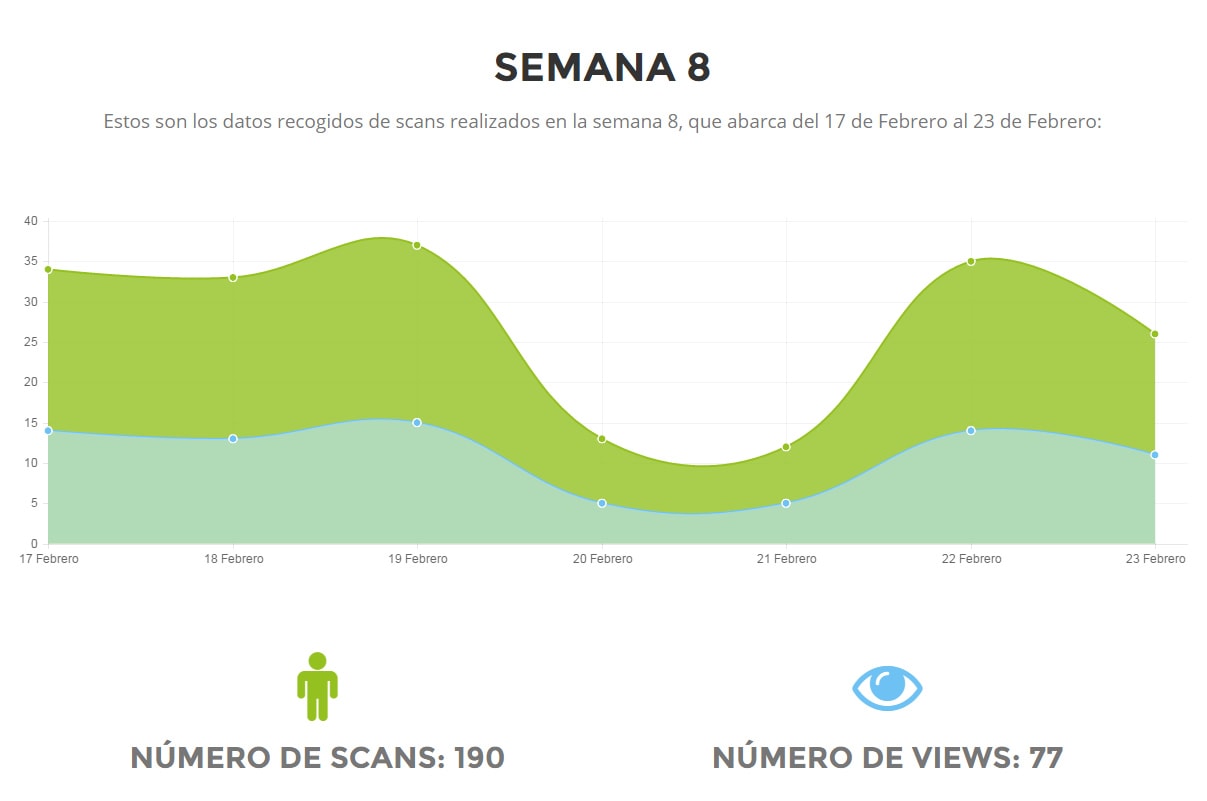 SEMANA 8
Estos son los datos recogidos de scans realizados en la semana 8, que abarca del 17 de Febrero al 23 de Febrero:
40
35
30
25
20
15
10
5
0
17 Febrero 18 Febrero 19 Febrero 20 Febrero 21 Febrero 22 Febrero 23 Febrero
NÚMERO DE SCANS: 190 NÚMERO DE VIEWS: 77